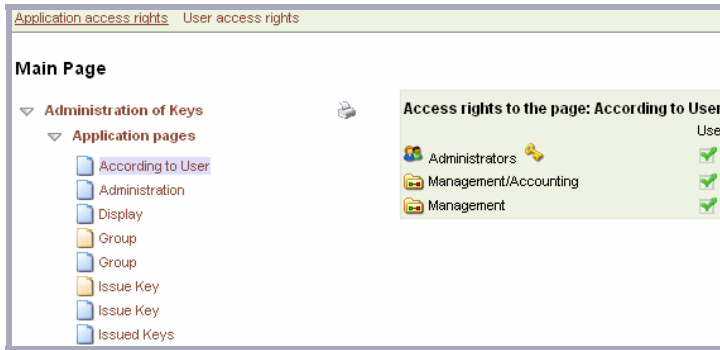 Application access rights User access rights
Main Page
Administration of Keys
Application pages
According to User
Administration
Display
Group
Group
Issue Key
Issue Key
Issued Keys
Access rights to the page: According to User
Use
Administrators
Management/Accounting
Management